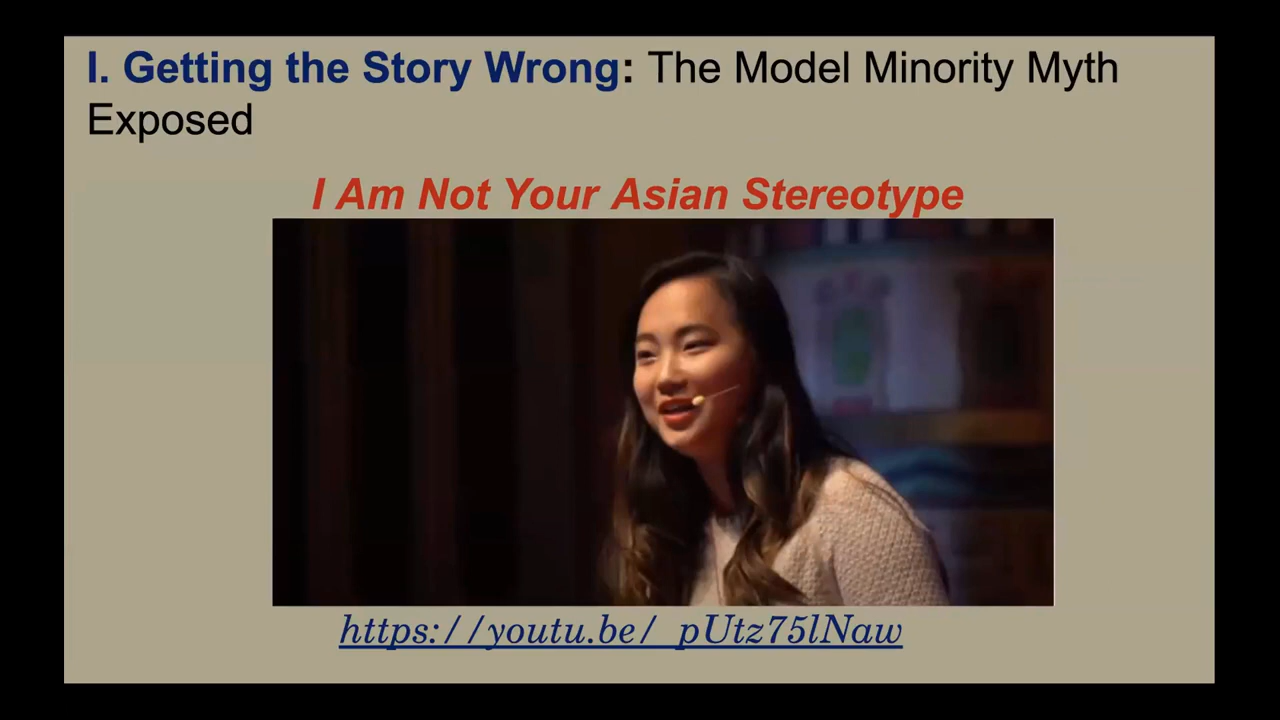 I. Getting the Story Wrong: The Model Minority Myth
Exposed
I Am Not Your Asian Stereotype
https://youtu.be/_pUtz75lNaw